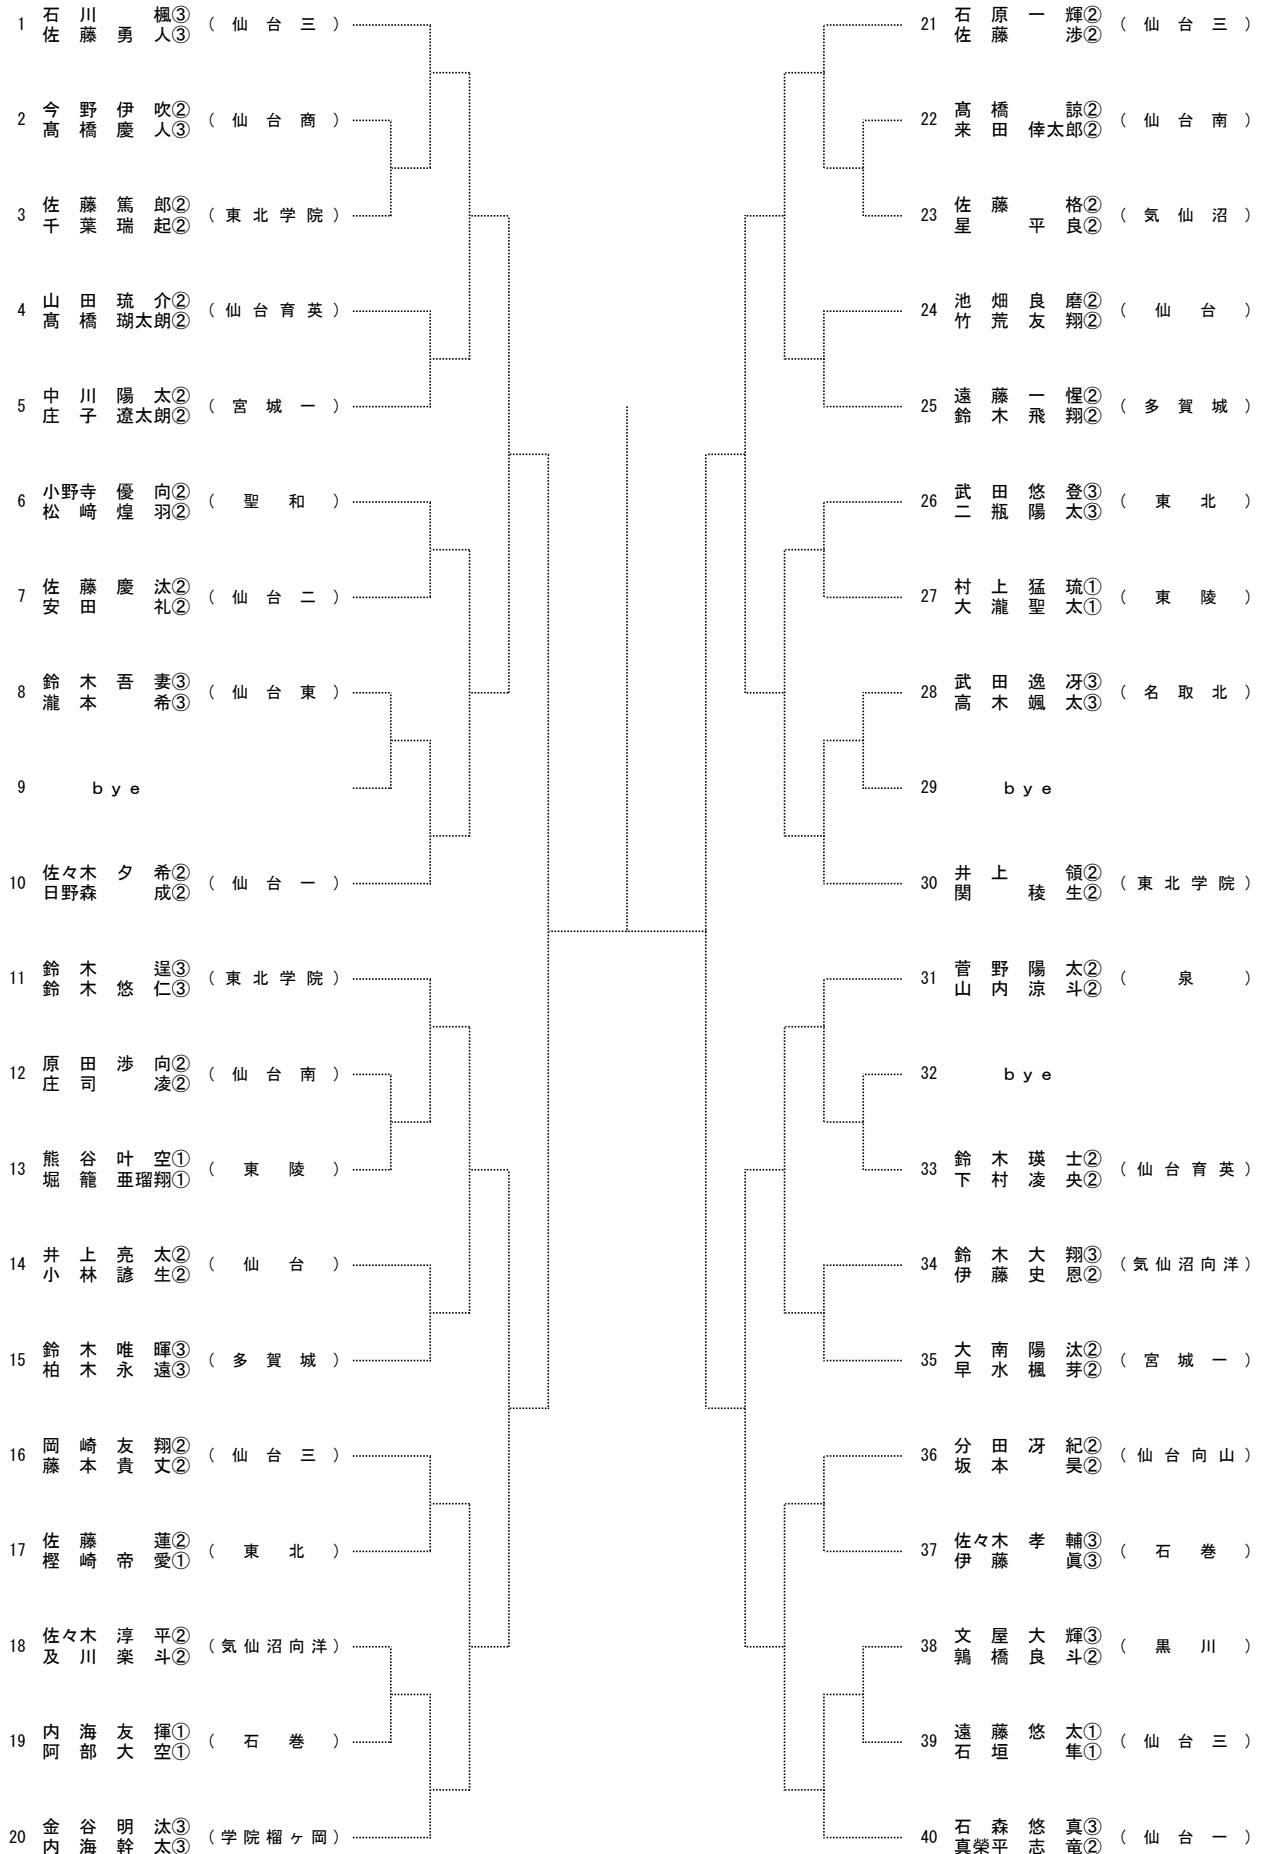 石川 楓③
1 (仙台三)
佐藤勇人③
今野伊吹②
2 (仙台商)
髙橋慶人③
佐藤篤郎②
3 (東北学院)
千葉瑞起②
山田琉介②
4 (仙台育英)
髙橋瑚太朗②
中川陽太②
5 (宮城一)
庄子遼太朗②
小野寺優向②
6 (聖和)
松﨑煌羽②
佐藤慶汰②
7 (仙台二)
安田 礼②
鈴木吾妻③
8 (仙台東)
瀧本 希③
9 bye
佐々木夕希②
10 (仙台一)
日野森 成②
鈴木 逞③
11 (東北学院)
鈴木悠仁③
原田渉向②
12 (仙台南)
庄司 凌②
熊谷叶空①
13 (東陵)
堀籠亜瑠翔①
井上亮太②
14 (仙台)
小林諺生②
鈴木唯暉③
15 (多賀城)
柏木永遠③
岡崎友翔②
16 (仙台三)
藤本貴丈②
佐藤 蓮②
17 (東北)
樫崎帝愛①
佐々木淳平②
18 (気仙沼向洋)
及川楽斗②
内海友揮①
19 (石巻)
阿部大空①
金谷明汰③
20 (学院榴ヶ岡)
内海幹太③
石原一輝②
21 (仙台三)
佐藤 渉②
髙橋 諒②
22 (仙台南)
来田倖太郎②
佐藤 格②
23 (気仙沼)
星 平良②
池畑良磨②
24 (仙台)
竹荒友翔②
遠藤一惺②
25 (多賀城)
鈴木飛翔②
武田悠登③
26 (東北)
二瓶陽太③
村上猛琉①
27 (東陵)
大瀧聖太①
武田逸冴③
28 (名取北)
高木颯太③
29 bye
井上 領②
30 (東北学院)
関 稜生②
菅野陽太②
31 (泉)
山内涼斗②
32 bye
鈴木瑛士②
33 (仙台育英)
下村凌央②
鈴木大翔③
34 (気仙沼向洋)
伊藤史恩②
大南陽汰②
35 (宮城一)
早水楓芽②
分田冴紀②
36 (仙台向山)
坂本 昊②
佐々木孝輔③
37 (石巻)
伊藤 眞③
文屋大輝③
38 (黒川)
鶉橋良斗②
遠藤悠太①
39 (仙台三)
石垣 隼①
石森悠真③
40 (仙台一)
真榮平志竜②